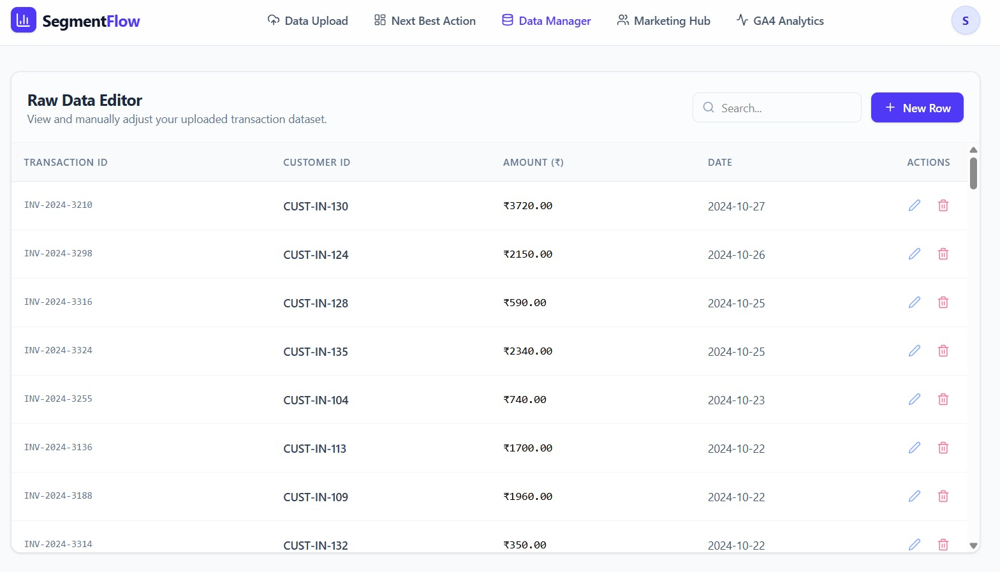 SegmentFlow
Data Upload Next Best Action Data Manager Marketing Hub GA4 Analytics
S
Raw Data Editor
View and manually adjust your uploaded transaction dataset.
Search...
New Row
TRANSACTION ID CUSTOMER ID AMOUNT (₹) DATE ACTIONS
INV-2024-3210 CUST-IN-130 ₹3720.00 2024-10-27
INV-2024-3298 CUST-IN-124 ₹2150.00 2024-10-26
INV-2024-3316 CUST-IN-128 ₹590.00 2024-10-25
INV-2024-3324 CUST-IN-135 ₹2340.00 2024-10-25
INV-2024-3255 CUST-IN-104 ₹740.00 2024-10-23
INV-2024-3136 CUST-IN-113 ₹1700.00 2024-10-22
INV-2024-3188 CUST-IN-109 ₹1960.00 2024-10-22
INV-2024-3314 CUST-IN-132 ₹350.00 2024-10-22